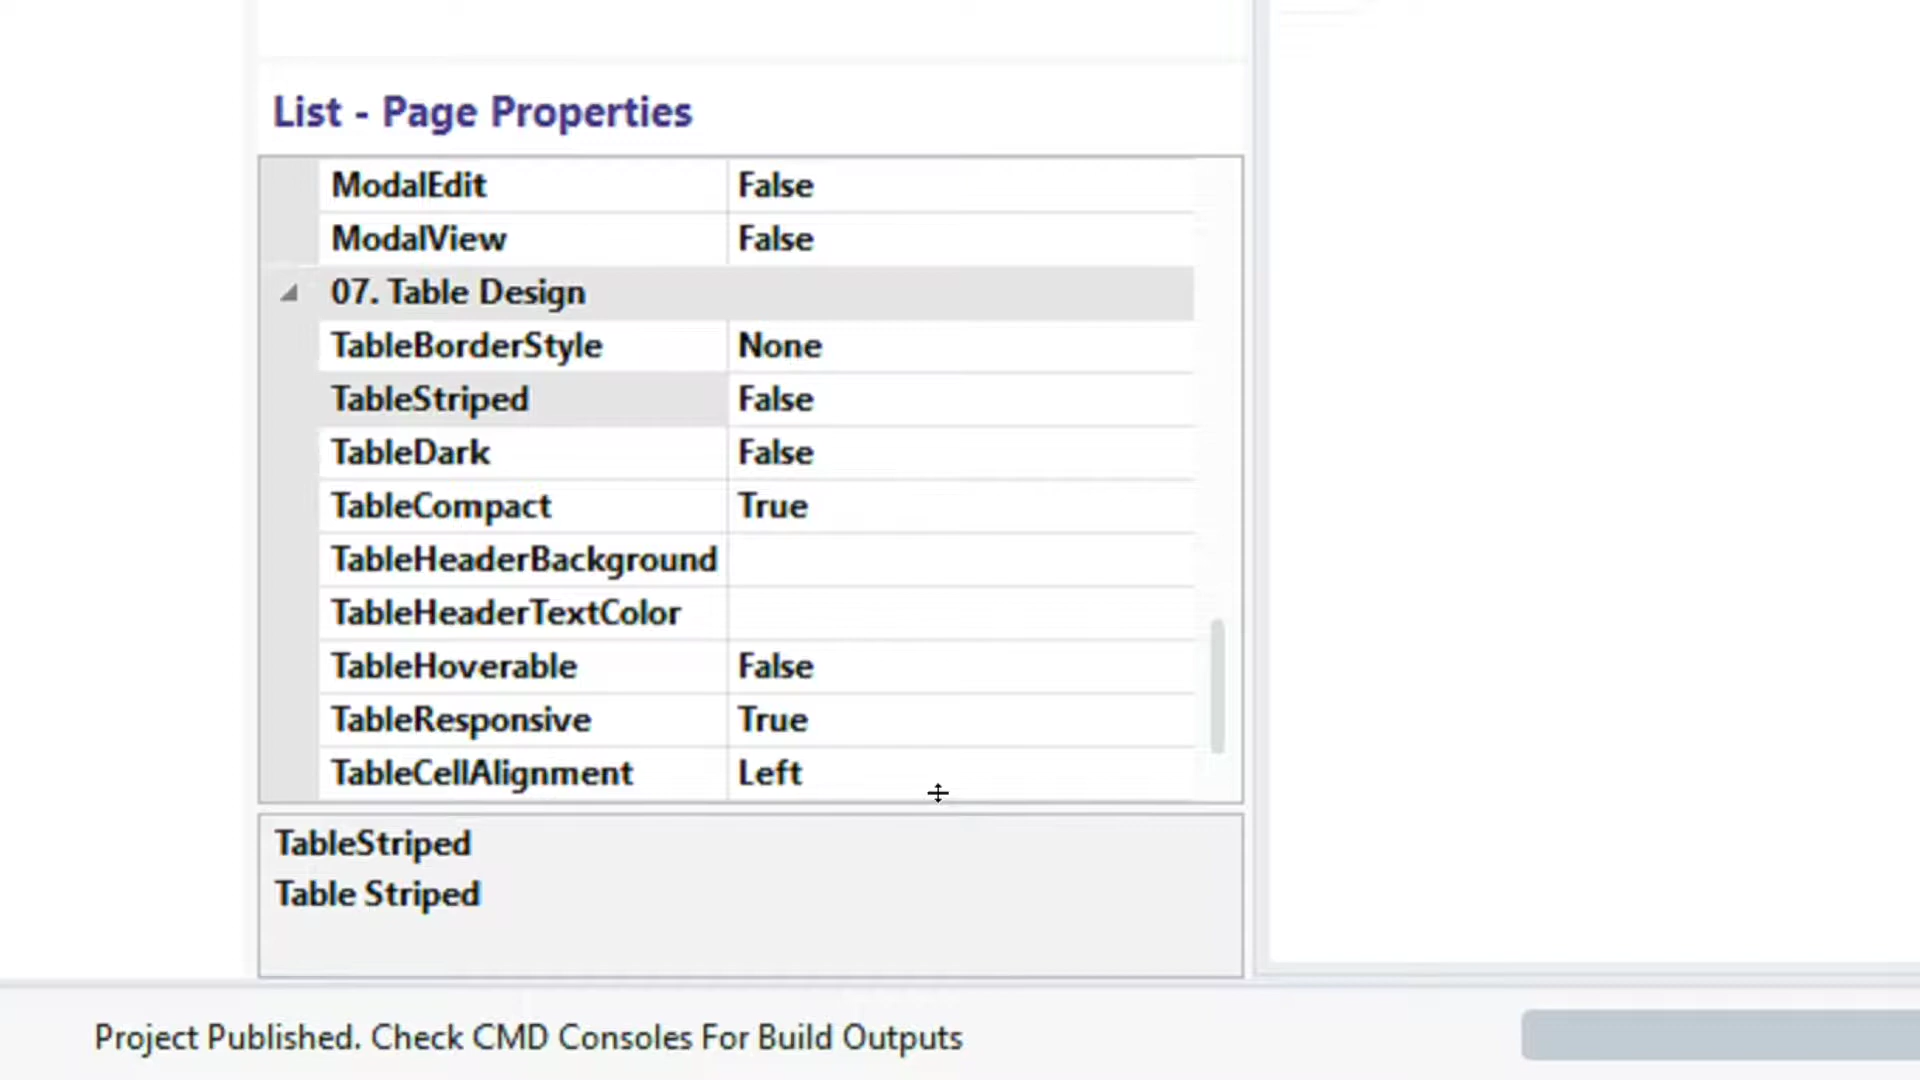 List - Page Properties
ModalEdit False
ModalView False
07. Table Design
TableBorderStyle None
TableStriped False
TableDark False
TableCompact True
TableHeaderBackground
TableHeaderTextColor
TableHoverable False
TableResponsive True
TableCellAlignment Left
TableStriped
Table Striped
Project Published. Check CMD Consoles For Build Outputs